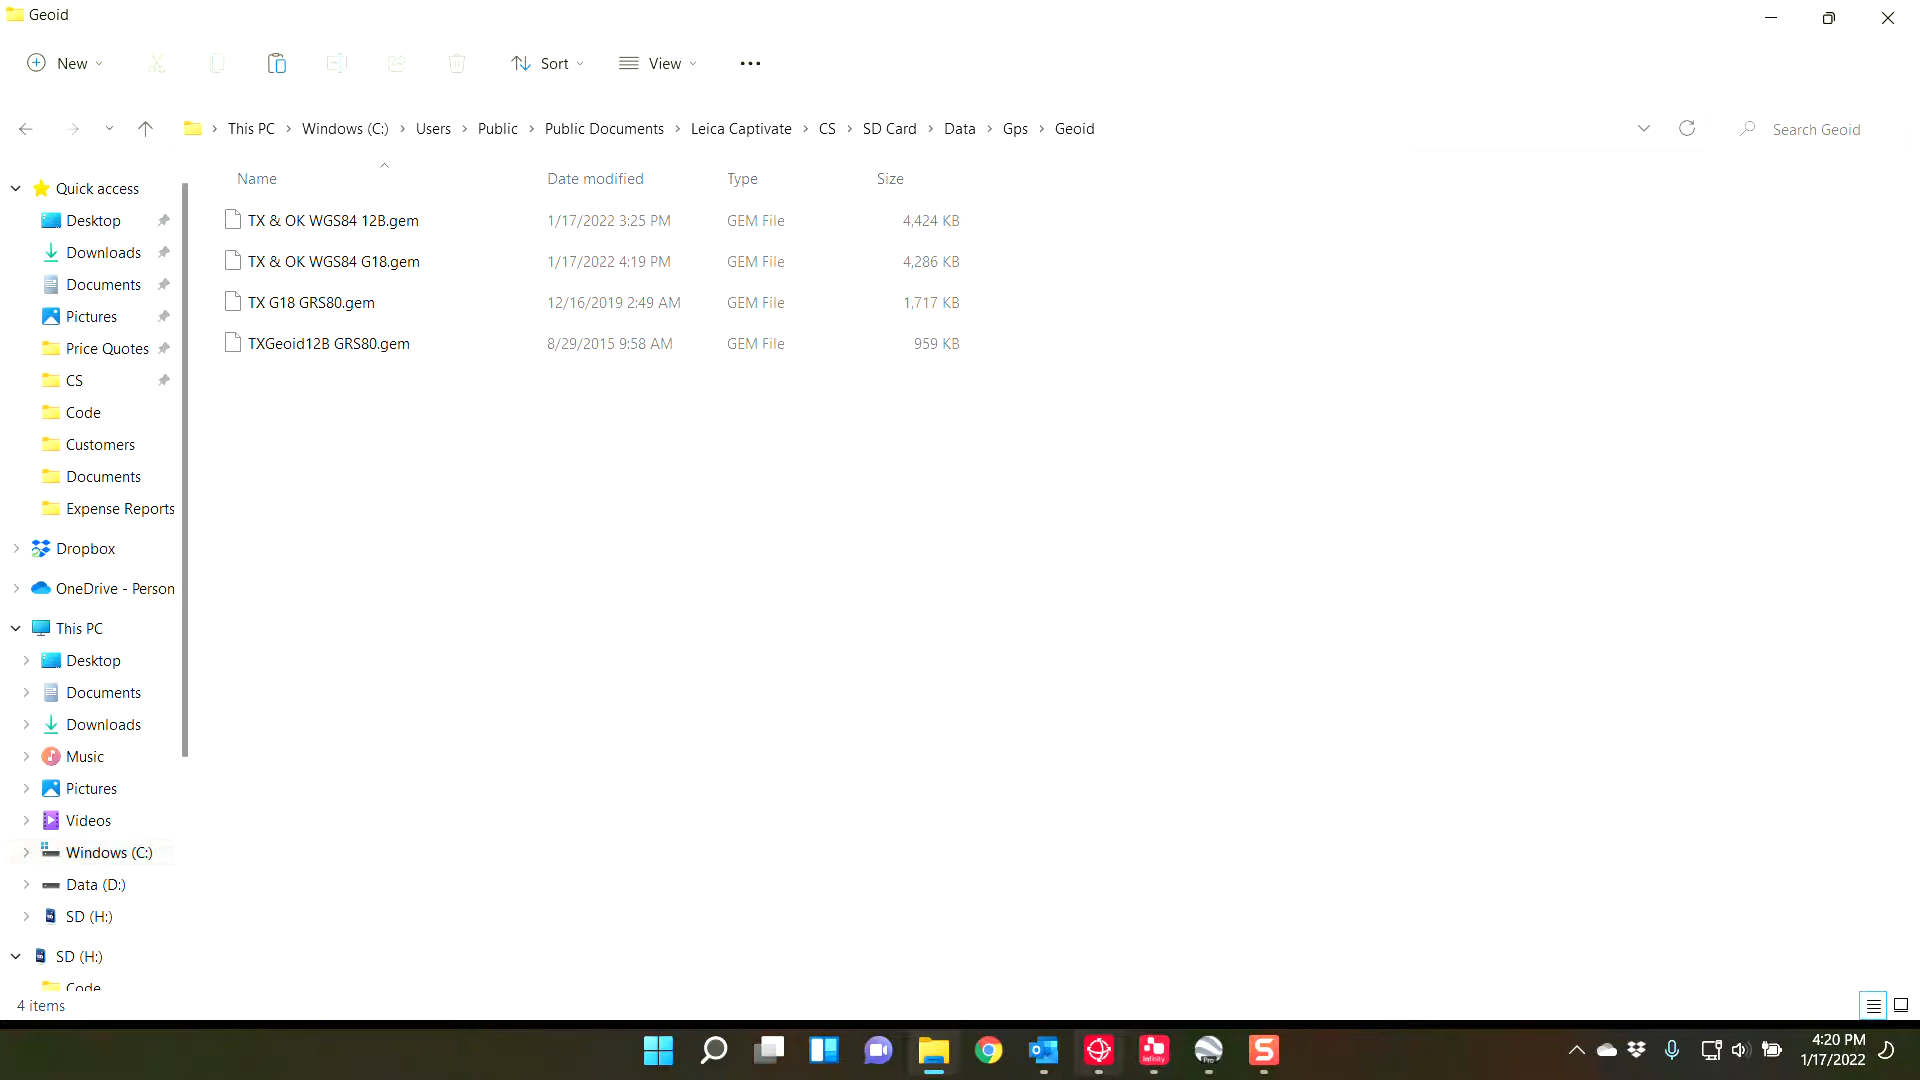 Geoid
New
Sort
View
This PC > Windows (C:) > Users > Public > Public Documents > Leica Captivate > CS > SD Card > Data > Gps > Geoid
Search Geoid
Name Date modified Type Size
TX & OK WGS84 12B.gem 1/17/2022 3:25 PM GEM File 4,424 KB
TX & OK WGS84 G18.gem 1/17/2022 4:19 PM GEM File 4,286 KB
TX G18 GRS80.gem 12/16/2019 2:49 AM GEM File 1,717 KB
TXGeoid12B GRS80.gem 8/29/2015 9:58 AM GEM File 959 KB
Quick access
Desktop
Downloads
Documents
Pictures
Price Quotes
CS
Code
Customers
Documents
Expense Reports
Dropbox
OneDrive - Person
This PC
Desktop
Documents
Downloads
Music
Pictures
Videos
Windows (C:)
Data (D:)
SD (H:)
SD (H:)
Code
4 items
infinity
Pro
S
4:20 PM
1/17/2022